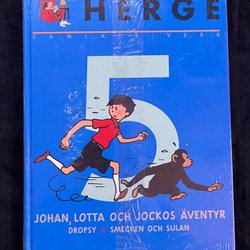 HERGÉ
SAMLADE VERK
5
JOHAN, LOTTA OCH JOCKOS ÄVENTYR
DROPSY ★ SMECKEN OCH SULAN